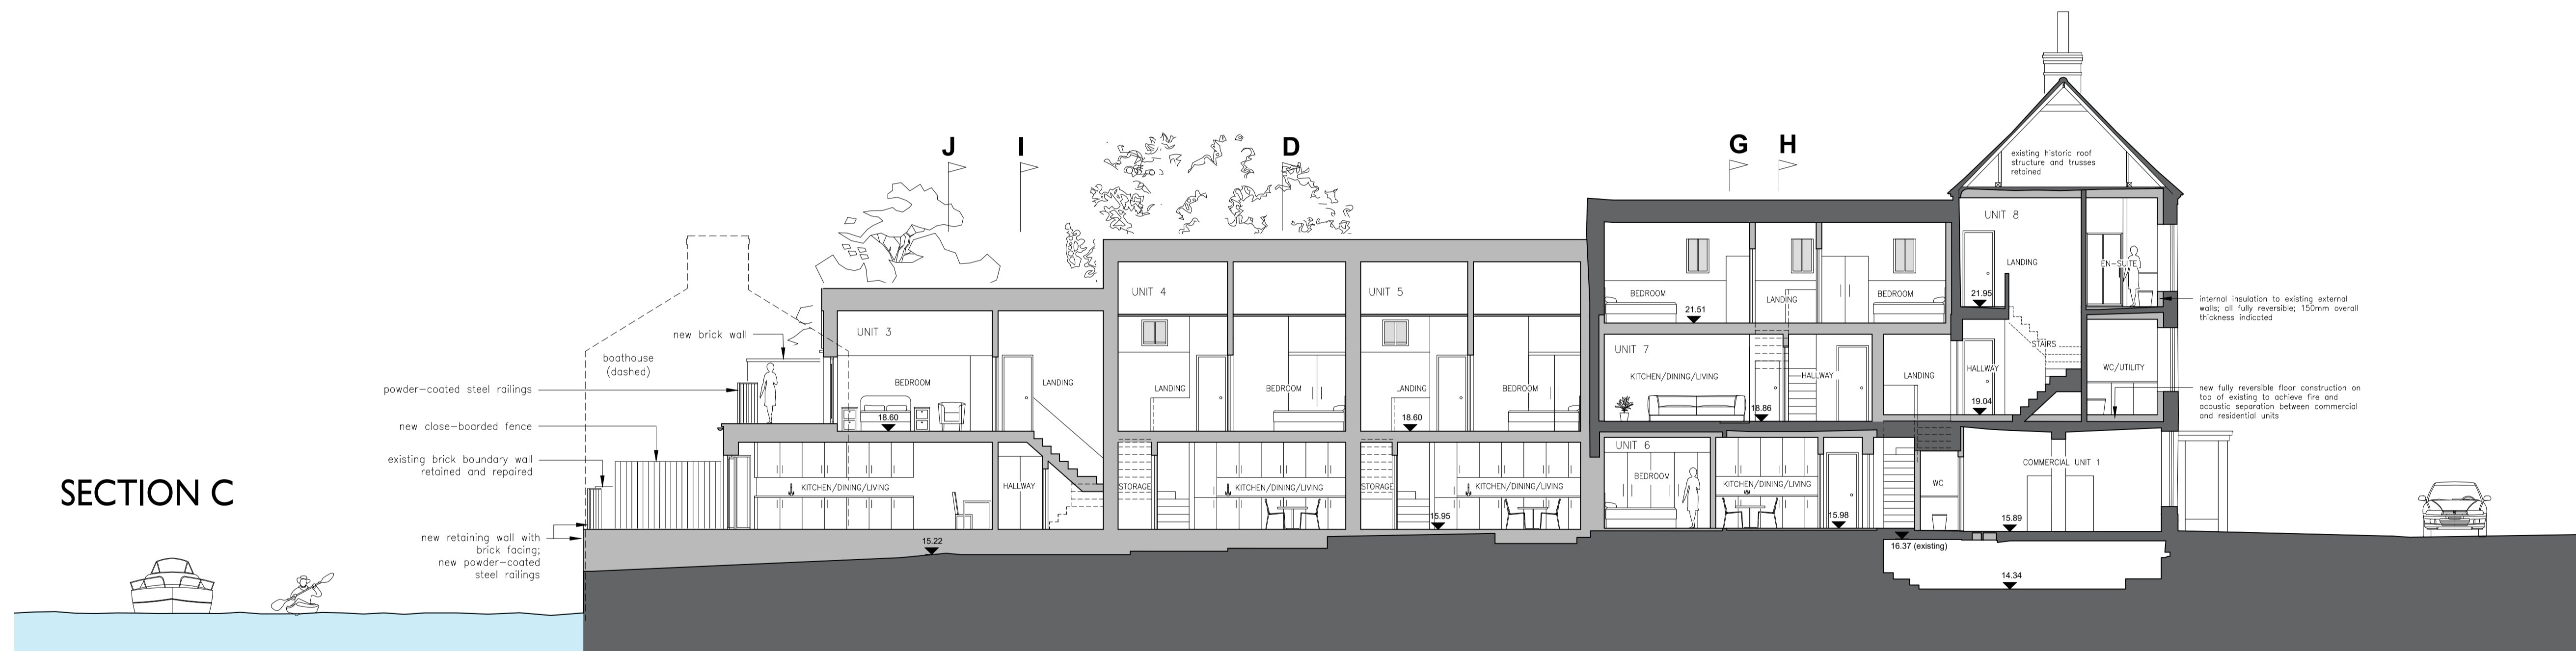 J
I
D
G
H
existing historic roof
structure and trusses
retained
UNIT 8
LANDING
EN-SUITE
21.95
internal insulation to existing external
walls; all fully reversible; 150mm overall
thickness indicated
BEDROOM
LANDING
BEDROOM
21.51
UNIT 4
UNIT 5
UNIT 3
new brick wall
boathouse
(dashed)
powder-coated steel railings
BEDROOM
LANDING
18.60
LANDING
BEDROOM
LANDING
BEDROOM
18.60
UNIT 7
KITCHEN/DINING/LIVING
HALLWAY
18.86
LANDING
HALLWAY
19.04
STAIRS
WC/UTILITY
new fully reversible floor construction on
top of existing to achieve fire and
acoustic separation between commercial
and residential units
new close-boarded fence
existing brick boundary wall
retained and repaired
SECTION C
KITCHEN/DINING/LIVING
HALLWAY
STORAGE
KITCHEN/DINING/LIVING
STORAGE
KITCHEN/DINING/LIVING
15.95
UNIT 6
BEDROOM
KITCHEN/DINING/LIVING
15.98
WC
COMMERCIAL UNIT 1
15.89
new retaining wall with
brick facing;
new powder-coated
steel railings
15.22
16.37 (existing)
14.34